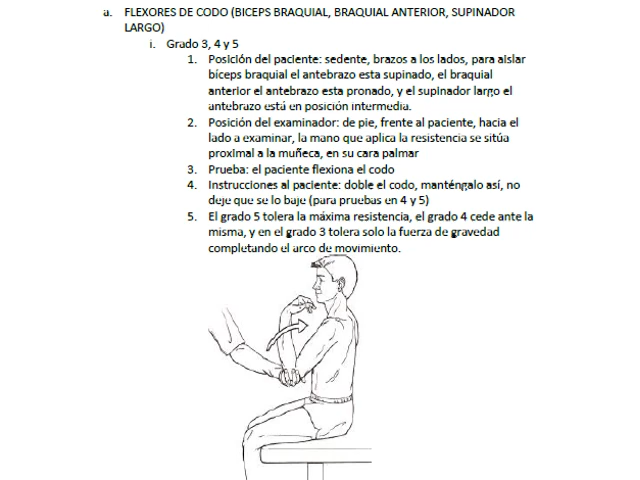 a. FLEXORES DE CODO (BICEPS BRAQUIAL, BRAQUIAL ANTERIOR, SUPINADOR
LARGO)
i. Grado 3, 4 y 5
1. Posición del paciente: sedente, brazos a los lados, para aislar
bíceps braquial el antebrazo esta supinado, el braquial
anterior el antebrazo esta pronado, y el supinador largo el
antebrazo está en posición intermedia.
2. Posición del examinador: de pie, frente al paciente, hacia el
lado a examinar, la mano que aplica la resistencia se sitúa
proximal a la muñeca, en su cara palmar
3. Prueba: el paciente flexiona el codo
4. Instrucciones al paciente: doble el codo, manténgalo así, no
deje que se lo baje (para pruebas en 4 y 5)
5. El grado 5 tolera la máxima resistencia, el grado 4 cede ante la
misma, y en el grado 3 tolera solo la fuerza de gravedad
completando el arco de movimiento.